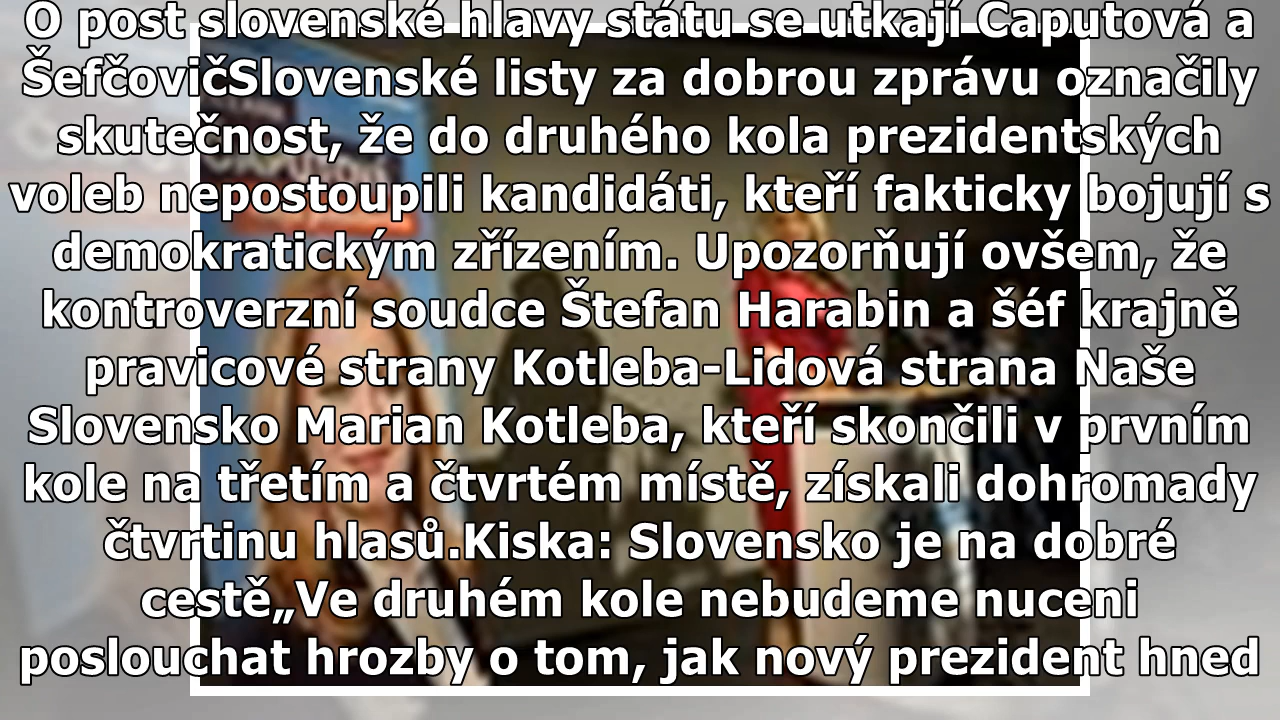 O post slovenské hlavy státu se utkají Čaputová a
ŠefčovičSlovenské listy za dobrou zprávu označily
skutečnost, že do druhého kola prezidentských
voleb nepostoupili kandidáti, kteří fakticky bojují s
demokratickým zřízením. Upozorňují ovšem, že
kontroverzní soudce Štefan Harabin a šéf krajně
pravicové strany Kotleba-Lidová strana Naše
Slovensko Marian Kotleba, kteří skončili v prvním
kole na třetím a čtvrtém místě, získali dohromady
čtvrtinu hlasů.Kiska: Slovensko je na dobré
cestě„Ve druhém kole nebudeme nuceni
poslouchat hrozby o tom, jak nový prezident hned